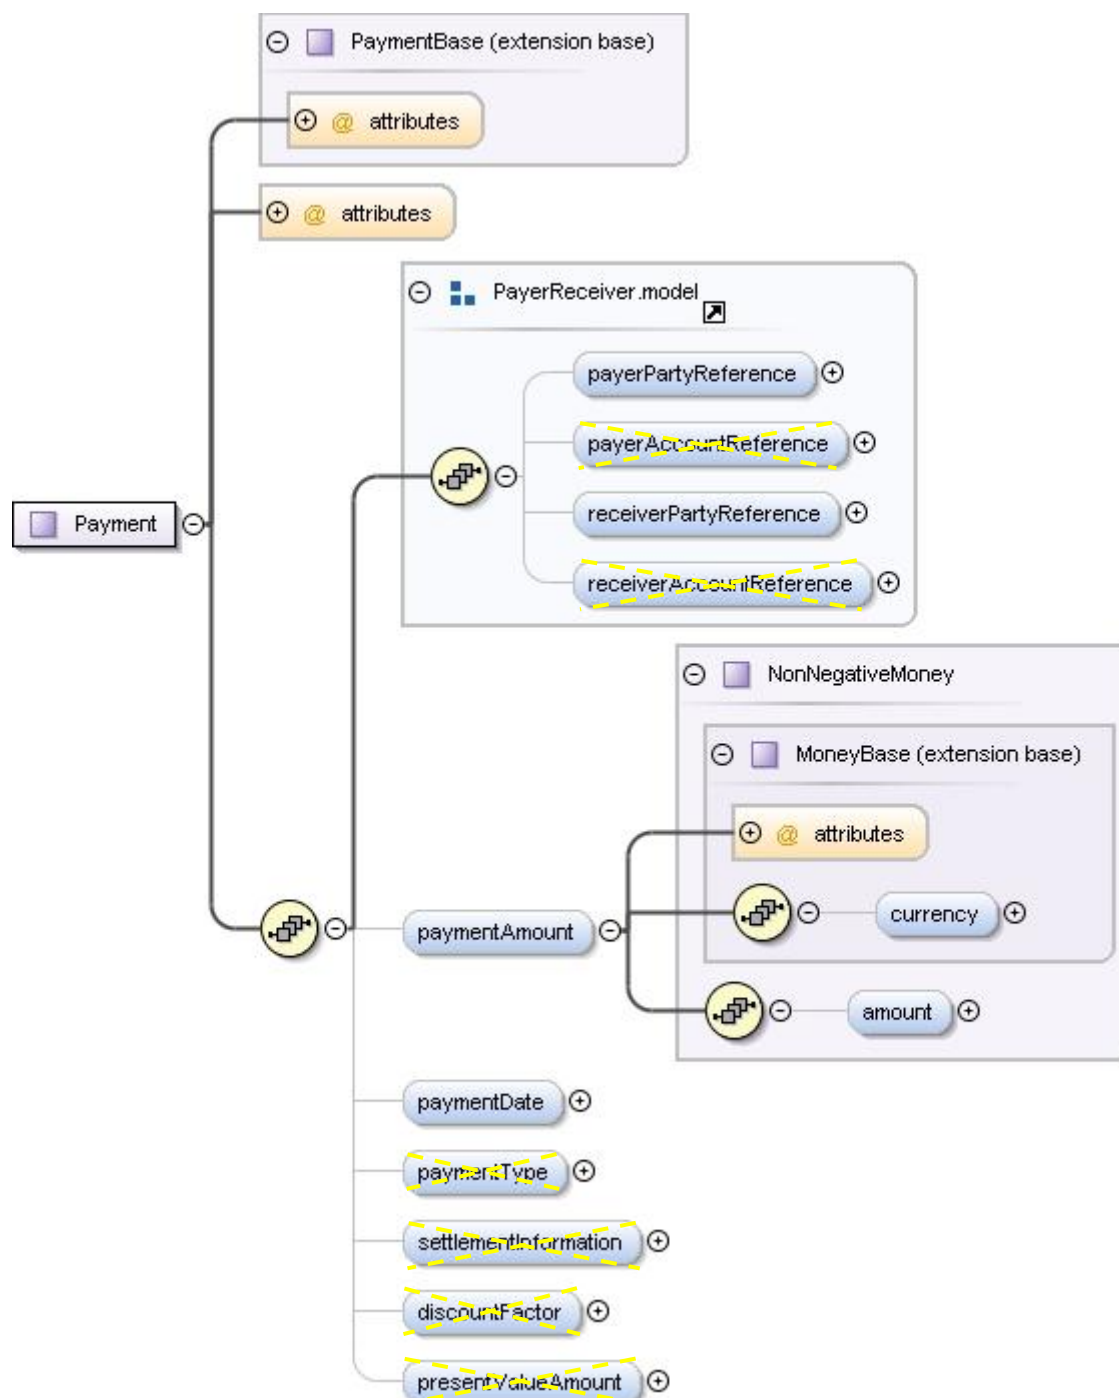 PaymentBase (extension base)
@ attributes
@ attributes
PayerReceiver.model
payerPartyReference
payerAccountReference
Payment
receiverPartyReference
receiverAccountReference
NonNegativeMoney
MoneyBase (extension base)
@ attributes
currency
paymentAmount
amount
paymentDate
paymentType
settlementInformation
discountFactor
presentValueAmount